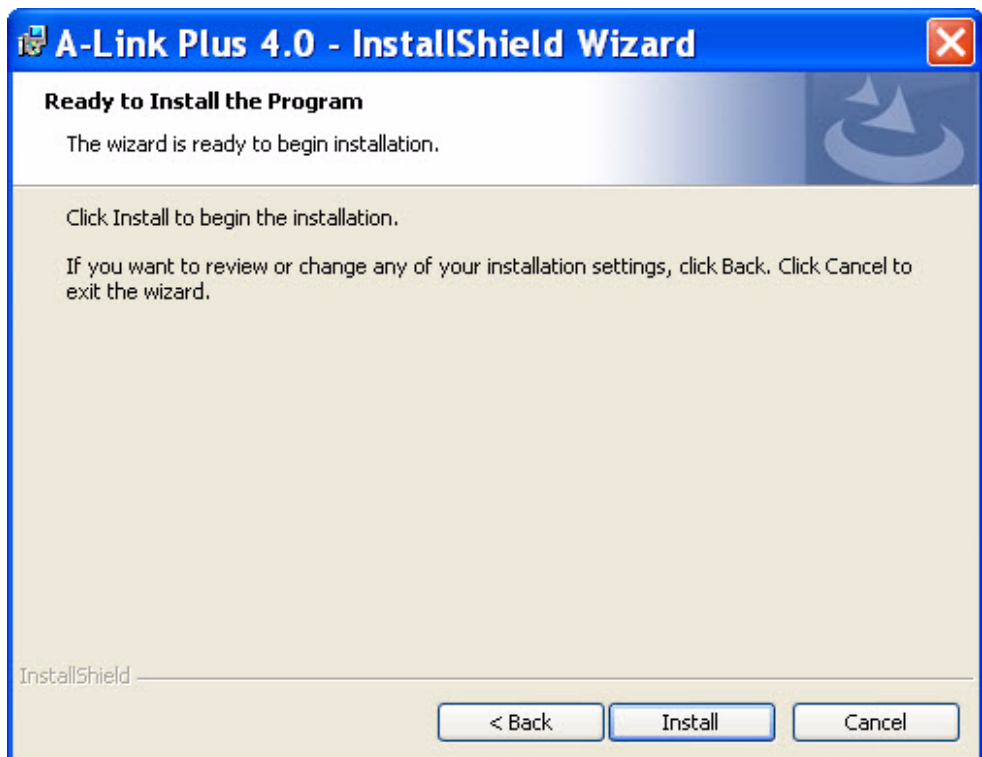 A-Link Plus 4.0 - InstallShield Wizard
Ready to Install the Program
The wizard is ready to begin installation.
Click Install to begin the installation.
If you want to review or change any of your installation settings, click Back. Click Cancel to
exit the wizard.
InstallShield
< Back Install Cancel